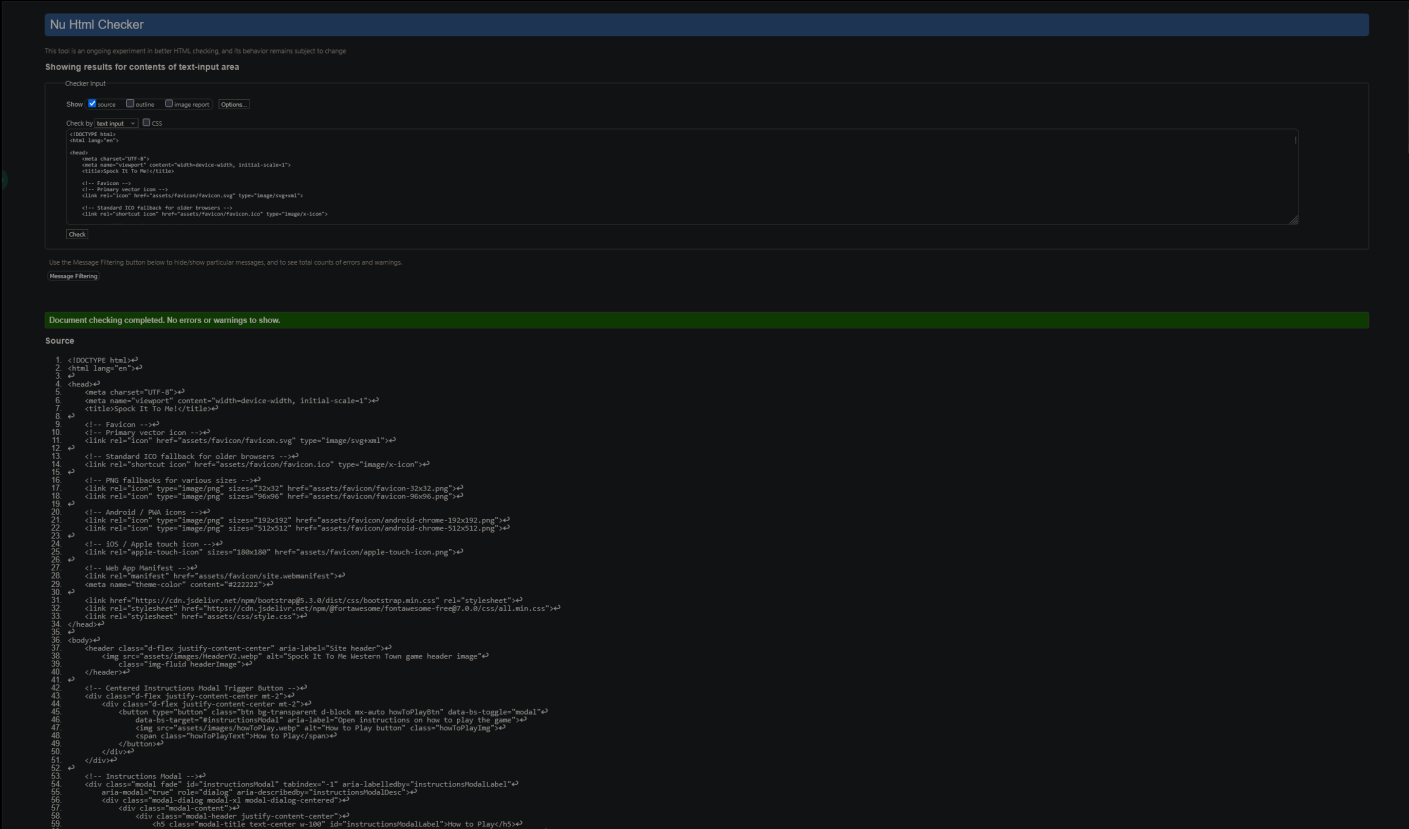 Nu Html Checker
This tool is an ongoing experiment in better HTML checking, and its behavior remains subject to change
Showing results for contents of text-input area
Checker Input
Show source outline image report Options...
Check by text input CSS
<!DOCTYPE html>
<html lang="en">
<head>
<meta charset="UTF-8">
<meta name="viewport" content="width=device-width, initial-scale=1">
<title>Spock It To Me!</title>
<!-- Favicon -->
<!-- Primary vector icon -->
<link rel="icon" href="assets/favicon/favicon.svg" type="image/svg+xml">
<!-- Standard ICO fallback for older browsers -->
<link rel="shortcut icon" href="assets/favicon/favicon.ico" type="image/x-icon">
Check
Use the Message Filtering button below to hide/show particular messages, and to see total counts of errors and warnings.
Message Filtering
Document checking completed. No errors or warnings to show.
Source
1. <!DOCTYPE html>↩
2. <html lang="en">↩
3. ↩
4. <head>↩
5. <meta charset="UTF-8">↩
6. <meta name="viewport" content="width=device-width, initial-scale=1">↩
7. <title>Spock It To Me!</title>↩
8. ↩
9. <!-- Favicon -->↩
10. <!-- Primary vector icon -->↩
11. <link rel="icon" href="assets/favicon/favicon.svg" type="image/svg+xml">↩
12. ↩
13. <!-- Standard ICO fallback for older browsers -->↩
14. <link rel="shortcut icon" href="assets/favicon/favicon.ico" type="image/x-icon">↩
15. ↩
16. <!-- PNG fallbacks for various sizes -->↩
17. <link rel="icon" type="image/png" sizes="32x32" href="assets/favicon/favicon-32x32.png">↩
18. <link rel="icon" type="image/png" sizes="96x96" href="assets/favicon/favicon-96x96.png">↩
19. ↩
20. <!-- Android / PWA icons -->↩
21. <link rel="icon" type="image/png" sizes="192x192" href="assets/favicon/android-chrome-192x192.png">↩
22. <link rel="icon" type="image/png" sizes="512x512" href="assets/favicon/android-chrome-512x512.png">↩
23. ↩
24. <!-- iOS / Apple touch icon -->↩
25. <link rel="apple-touch-icon" sizes="180x180" href="assets/favicon/apple-touch-icon.png">↩
26. ↩
27. <!-- Web App Manifest -->↩
28. <link rel="manifest" href="assets/favicon/site.webmanifest">↩
29. <meta name="theme-color" content="#222222">↩
30. ↩
31. <link href="https://cdn.jsdelivr.net/npm/bootstrap@5.3.0/dist/css/bootstrap.min.css" rel="stylesheet">↩
32. <link rel="stylesheet" href="https://cdn.jsdelivr.net/npm/@fortawesome/fontawesome-free@7.0.0/css/all.min.css">↩
33. <link rel="stylesheet" href="assets/css/style.css">↩
34. </head>↩
35. ↩
36. <body>↩
37. <header class="d-flex justify-content-center" aria-label="Site header">↩
38. <img src="assets/images/HeaderV2.webp" alt="Spock It To Me Western Town game header image"↩
39. class="img-fluid headerImage">↩
40. </header>↩
41. ↩
42. <!-- Centered Instructions Modal Trigger Button -->↩
43. <div class="d-flex justify-content-center mt-2">↩
44. <div class="d-flex justify-content-center mt-2">↩
45. <button type="button" class="btn bg-transparent d-block mx-auto howToPlayBtn" data-bs-toggle="modal"↩
46. data-bs-target="#instructionsModal" aria-label="Open instructions on how to play the game">↩
47. <img src="assets/images/howToPlay.webp" alt="How to Play button" class="howToPlayImg">↩
48. <span class="howToPlayText">How to Play</span>↩
49. </button>↩
50. </div>↩
51. </div>↩
52. ↩
53. <!-- Instructions Modal -->↩
54. <div class="modal fade" id="instructionsModal" tabindex="-1" aria-labelledby="instructionsModalLabel"↩
55. aria-modal="true" role="dialog" aria-describedby="instructionsModalDesc">↩
56. <div class="modal-dialog modal-xl modal-dialog-centered">↩
57. <div class="modal-content">↩
58. <div class="modal-header justify-content-center">↩
59. <h5 class="modal-title text-center w-100" id="instructionsModalLabel">How to Play</h5>↩